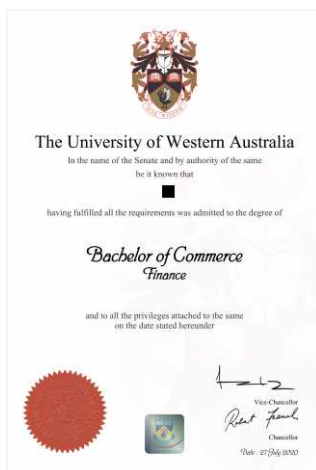 The University of Western Australia
In the name of the Senate and by authority of the same
be it known that
having fulfilled all the requirements was admitted to the degree of
Bachelor of Commerce
Finance
and to all the privileges attached to the same
on the date stated hereunder
Vice-Chancellor
Robert French
Chancellor
Date : 27 July 2020